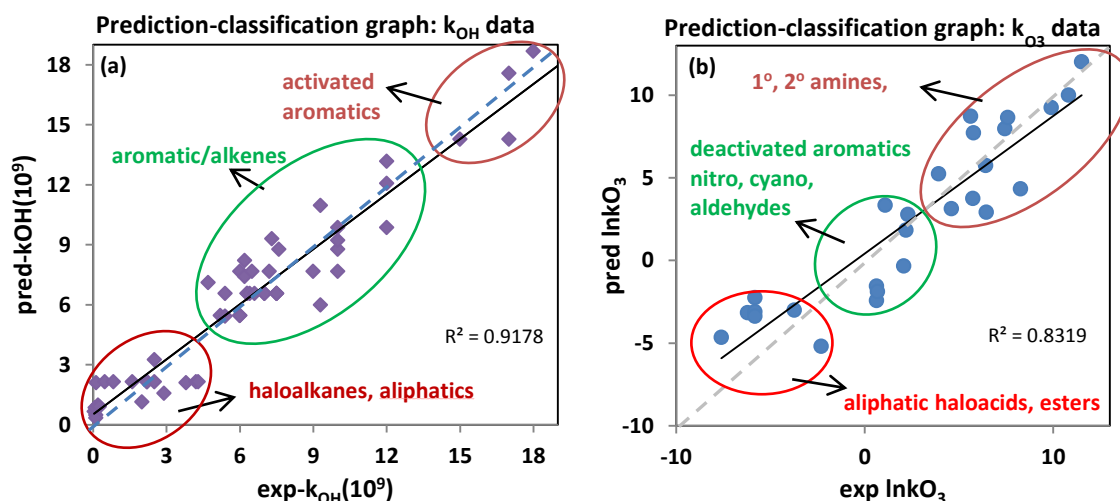 Prediction-classification graph: kOH data
(a)
activated
aromatics
aromatic/alkenes
haloalkanes, aliphatics
R² = 0.9178
pred-kOH(10⁹)
18
15
12
9
6
3
0
0 3 6 9 12 15 18
exp-kOH(10⁹)
Prediction-classification graph: kO3 data
(b)
1°, 2° amines,
deactivated aromatics
nitro, cyano,
aldehydes
R² = 0.8319
aliphatic haloacids, esters
pred lnkO₃
10
5
0
-5
-10
-10 0 10
exp lnkO₃